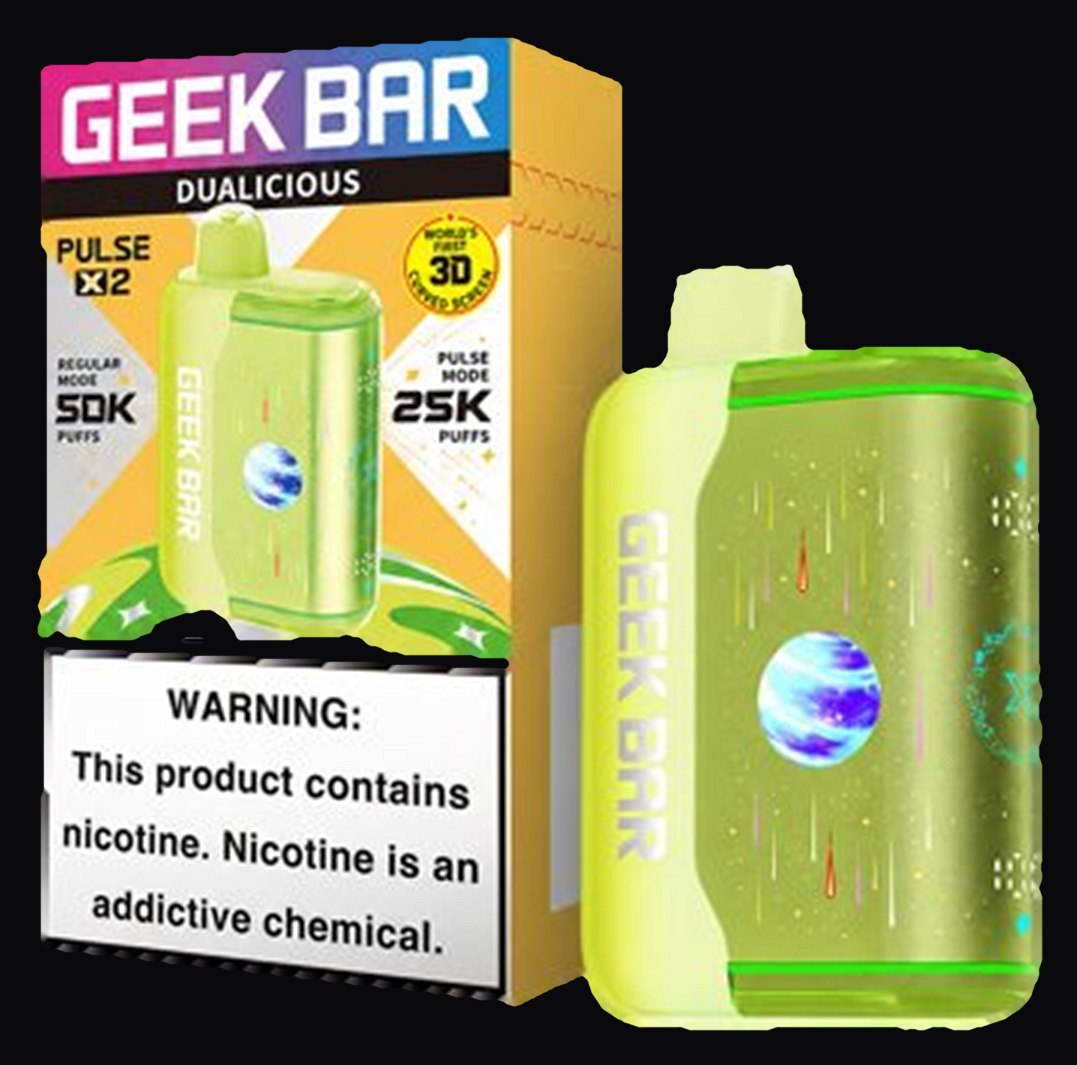 GEEK BAR
DUALICIOUS
PULSE
X2
WORLD'S
FIRST
3D
CURVED SCREEN
REGULAR
MODE
50K
PUFFS
PULSE
MODE
25K
PUFFS
GEEK BAR
WARNING:
This product contains
nicotine. Nicotine is an
addictive chemical.
GEEK BAR